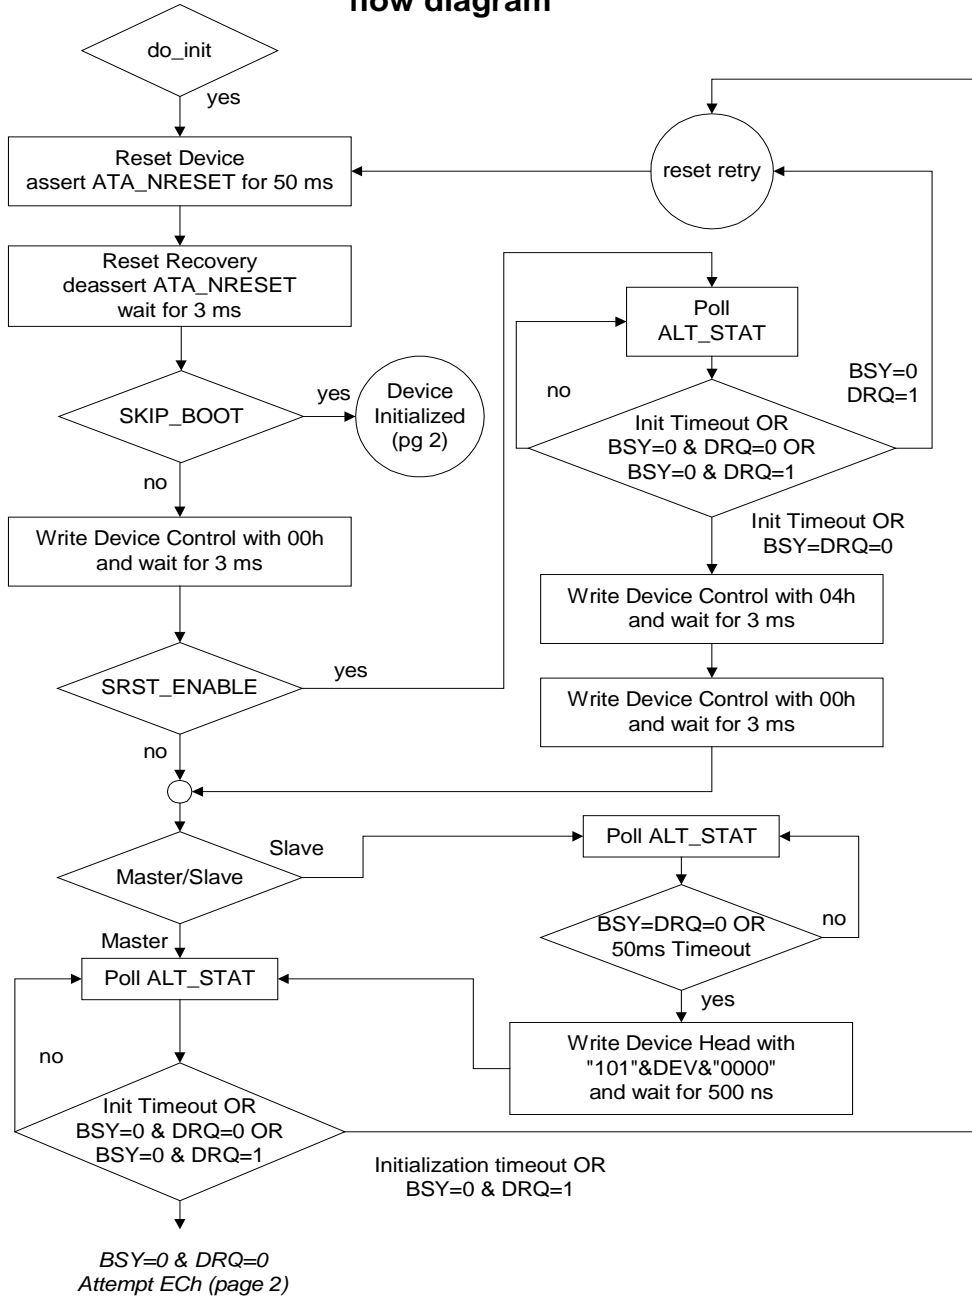 flow diagram
do_init
yes
Reset Device
assert ATA_NRESET for 50 ms
reset retry
Reset Recovery
deassert ATA_NRESET
wait for 3 ms
Poll
ALT_STAT
SKIP_BOOT
yes
Device
Initialized
(pg 2)
no
no
BSY=0
DRQ=1
Init Timeout OR
BSY=0 & DRQ=0 OR
BSY=0 & DRQ=1
Write Device Control with 00h
and wait for 3 ms
Init Timeout OR
BSY=DRQ=0
Write Device Control with 04h
and wait for 3 ms
SRST_ENABLE
yes
no
Write Device Control with 00h
and wait for 3 ms
Master/Slave
Slave
Master
Poll ALT_STAT
BSY=DRQ=0 OR
50ms Timeout
no
yes
Write Device Head with
"101"&DEV&"0000"
and wait for 500 ns
Poll ALT_STAT
no
Init Timeout OR
BSY=0 & DRQ=0 OR
BSY=0 & DRQ=1
Initialization timeout OR
BSY=0 & DRQ=1
BSY=0 & DRQ=0
Attempt ECh (page 2)